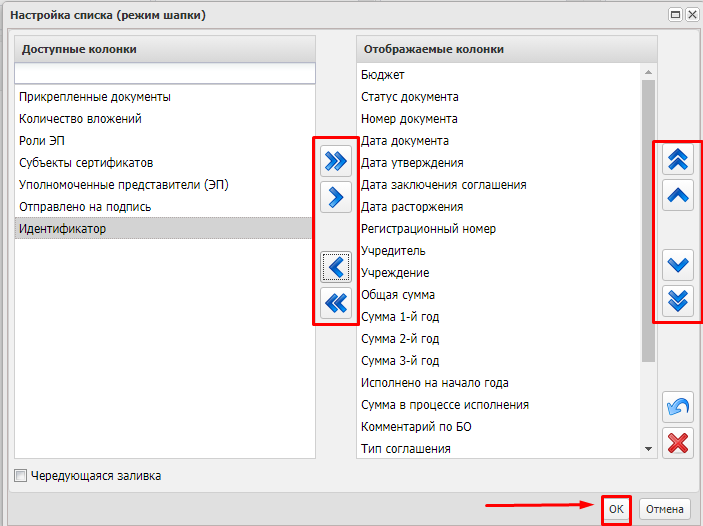 Настройка списка (режим шапки)
Доступные колонки
Прикрепленные документы
Количество вложений
Роли ЭП
Субъекты сертификатов
Уполномоченные представители (ЭП)
Отправлено на подпись
Идентификатор
Отображаемые колонки
Бюджет
Статус документа
Номер документа
Дата документа
Дата утверждения
Дата заключения соглашения
Дата расторжения
Регистрационный номер
Учредитель
Учреждение
Общая сумма
Сумма 1-й год
Сумма 2-й год
Сумма 3-й год
Исполнено на начало года
Сумма в процессе исполнения
Комментарий по БО
Тип соглашения
Чередующаяся заливка
ОК
Отмена